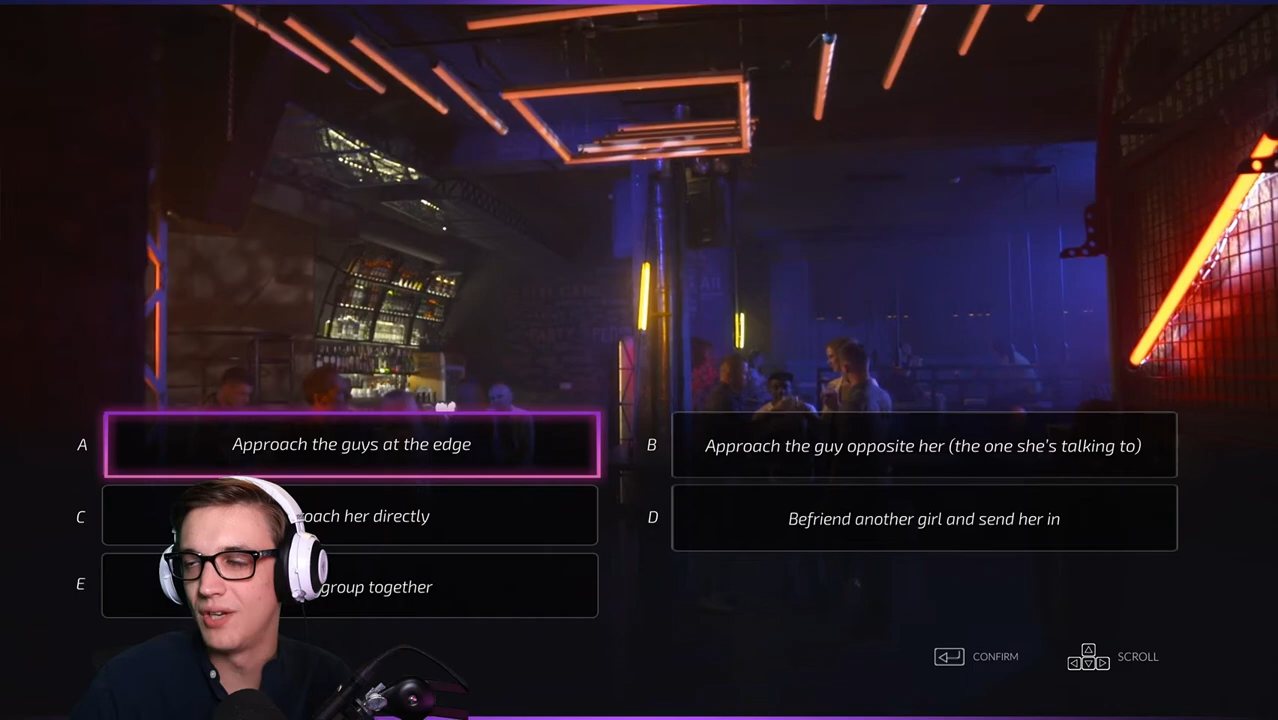 A Approach the guys at the edge
B Approach the guy opposite her (the one she's talking to)
C oach her directly
D Befriend another girl and send her in
E group together
CONFIRM
SCROLL